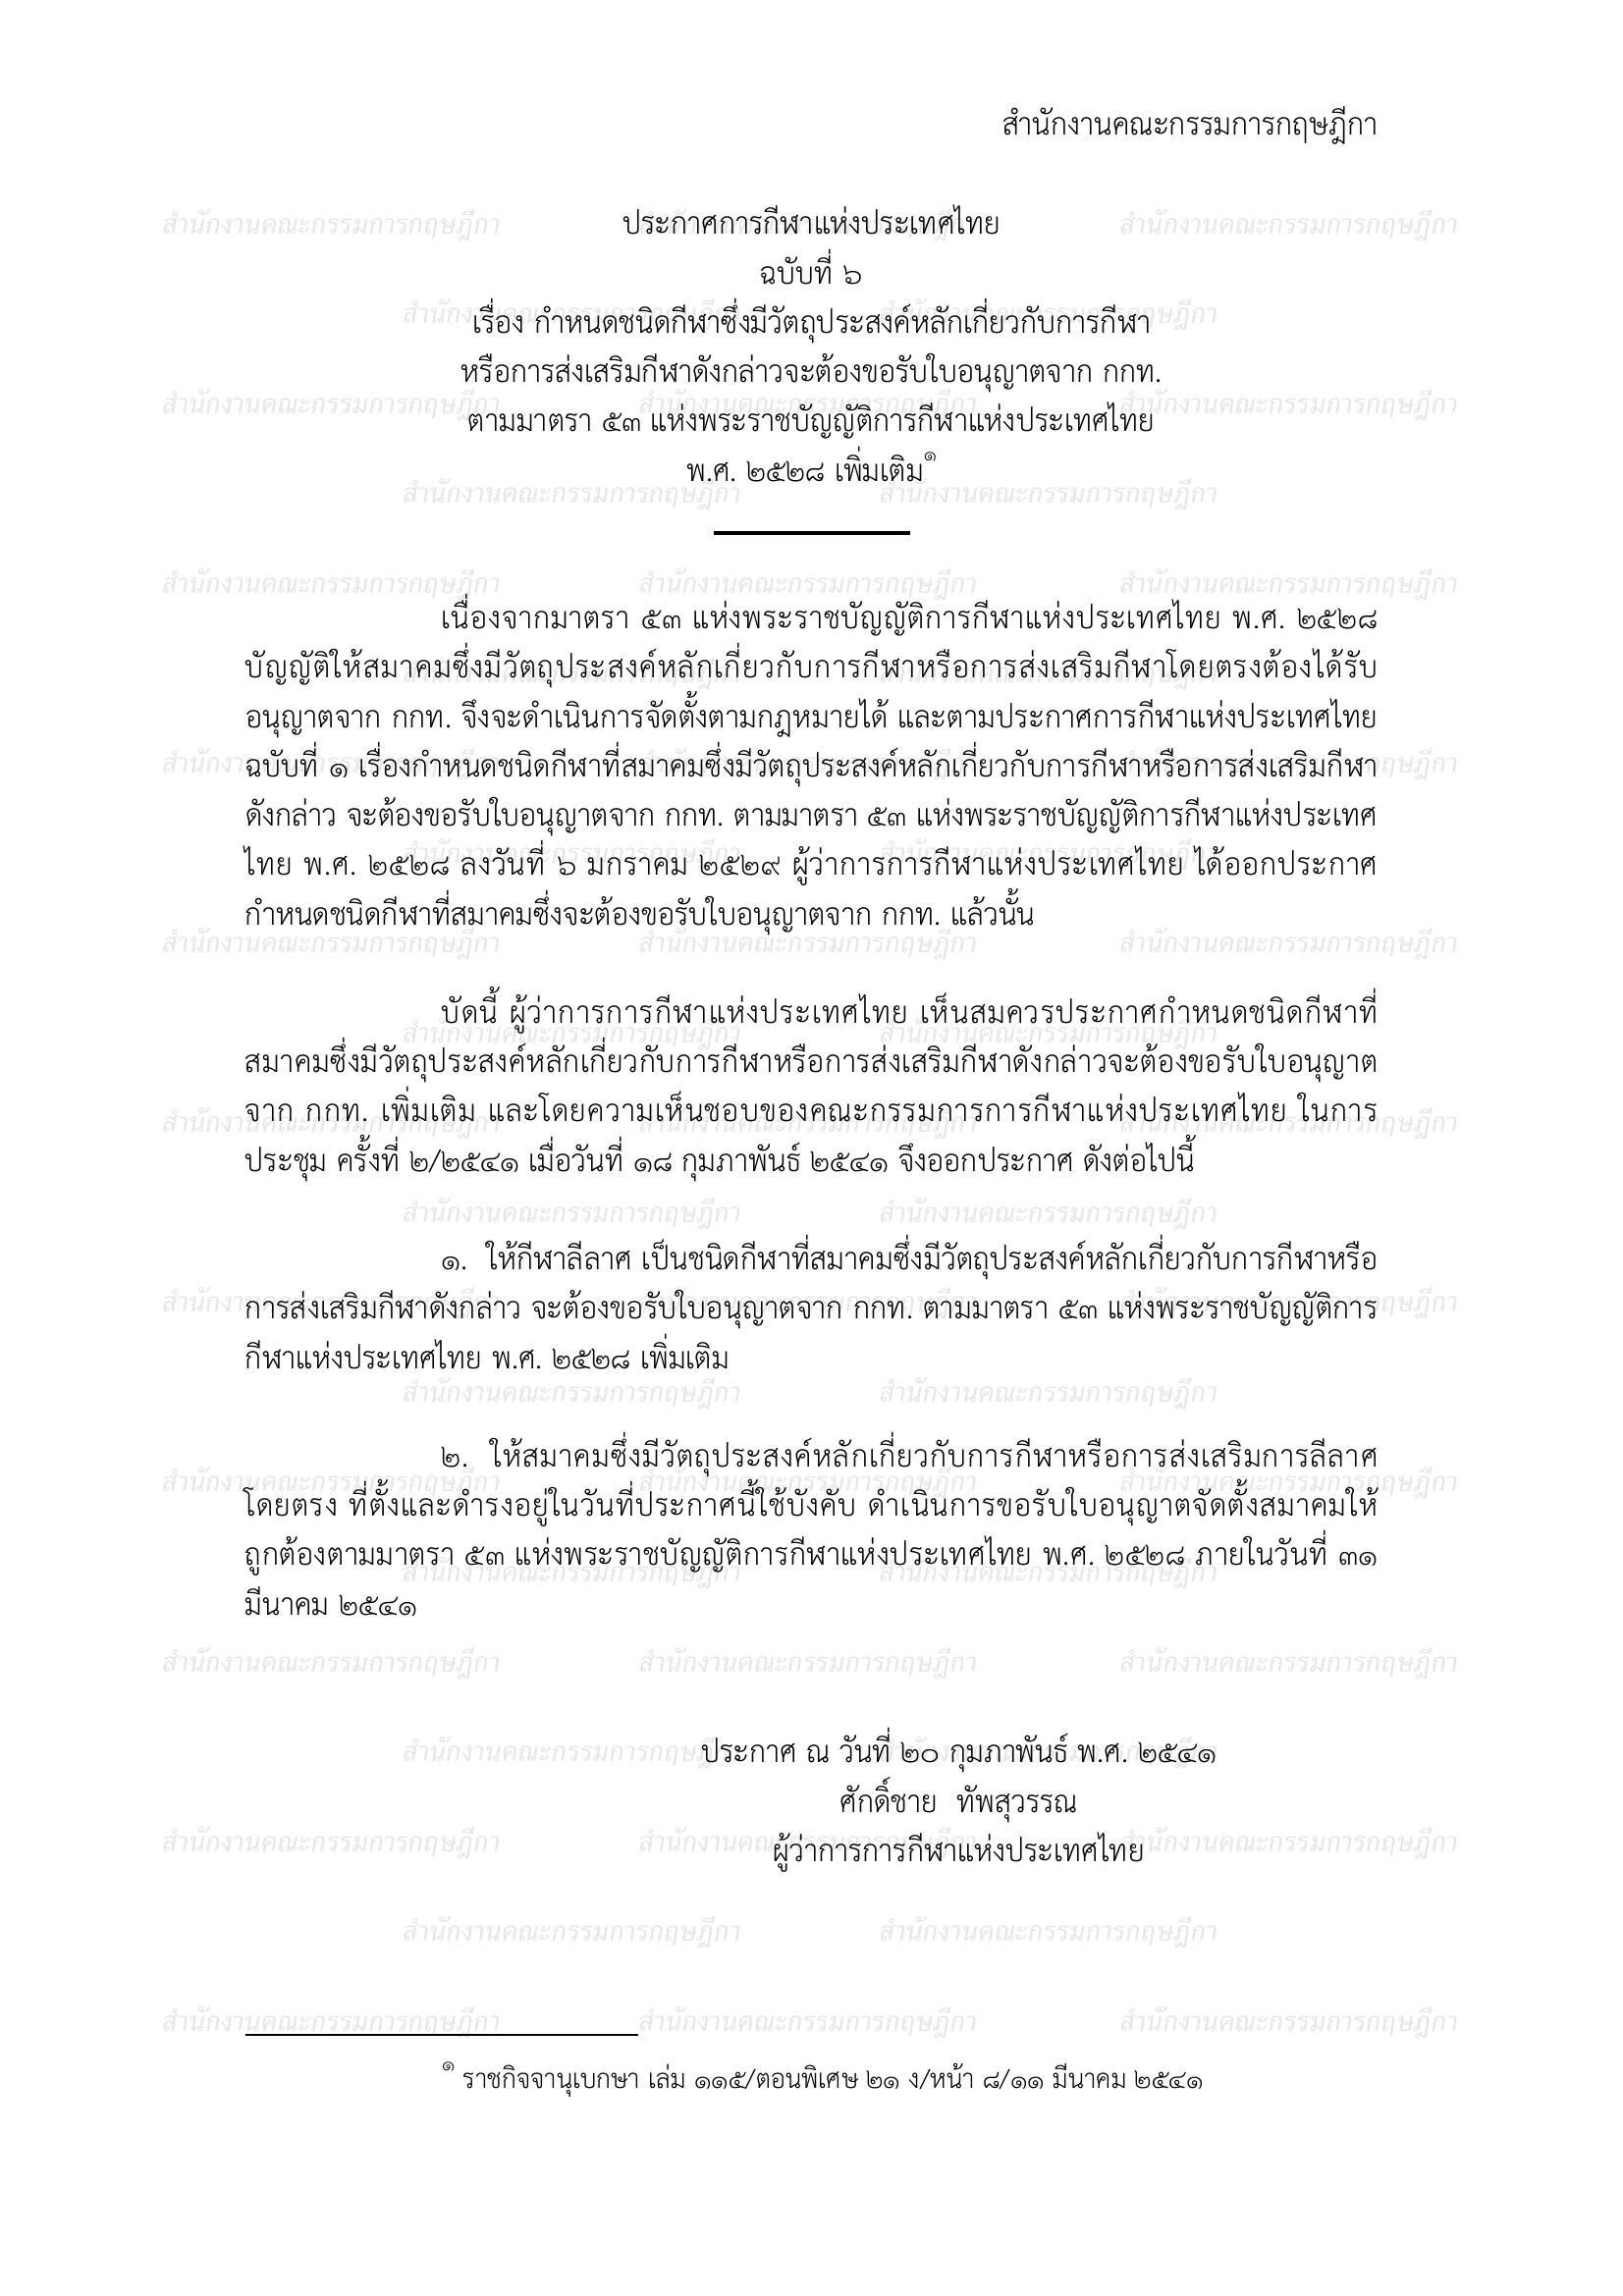 สำนักงานคณะกรรมการกฤษฎีกา
ประกาศการกีฬาแห่งประเทศไทย
ฉบับที่ ๖
เรื่อง กำหนดชนิดกีฬาซึ่งมีวัตถุประสงค์หลักเกี่ยวกับการกีฬา
หรือการส่งเสริมกีฬาดังกล่าวจะต้องขอรับใบอนุญาตจาก กกท.
ตามมาตรา ๕๓ แห่งพระราชบัญญัติการกีฬาแห่งประเทศไทย
พ.ศ. ๒๕๒๘ เพิ่มเติม๑
เนื่องจากมาตรา ๕๓ แห่งพระราชบัญญัติการกีฬาแห่งประเทศไทย พ.ศ. ๒๕๒๘
บัญญัติให้สมาคมซึ่งมีวัตถุประสงค์หลักเกี่ยวกับการกีฬาหรือการส่งเสริมกีฬาโดยตรงต้องได้รับ
อนุญาตจาก กกท. จึงจะดำเนินการจัดตั้งตามกฎหมายได้ และตามประกาศการกีฬาแห่งประเทศไทย
ฉบับที่ ๑ เรื่องกำหนดชนิดกีฬาที่สมาคมซึ่งมีวัตถุประสงค์หลักเกี่ยวกับการกีฬาหรือการส่งเสริมกีฬา
ดังกล่าว จะต้องขอรับใบอนุญาตจาก กกท. ตามมาตรา ๕๓ แห่งพระราชบัญญัติการกีฬาแห่งประเทศ
ไทย พ.ศ. ๒๕๒๘ ลงวันที่ ๖ มกราคม ๒๕๒๙ ผู้ว่าการการกีฬาแห่งประเทศไทย ได้ออกประกาศ
กำหนดชนิดกีฬาที่สมาคมซึ่งจะต้องขอรับใบอนุญาตจาก กกท. แล้วนั้น
บัดนี้ ผู้ว่าการการกีฬาแห่งประเทศไทย เห็นสมควรประกาศกำหนดชนิดกีฬาที่
สมาคมซึ่งมีวัตถุประสงค์หลักเกี่ยวกับการกีฬาหรือการส่งเสริมกีฬาดังกล่าวจะต้องขอรับใบอนุญาต
จาก กกท. เพิ่มเติม และโดยความเห็นชอบของคณะกรรมการการกีฬาแห่งประเทศไทย ในการ
ประชุม ครั้งที่ ๒/๒๕๔๑ เมื่อวันที่ ๑๘ กุมภาพันธ์ ๒๕๔๑ จึงออกประกาศ ดังต่อไปนี้
๑. ให้กีฬาลีลาศ เป็นชนิดกีฬาที่สมาคมซึ่งมีวัตถุประสงค์หลักเกี่ยวกับการกีฬาหรือ
การส่งเสริมกีฬาดังกล่าว จะต้องขอรับใบอนุญาตจาก กกท. ตามมาตรา ๕๓ แห่งพระราชบัญญัติการ
กีฬาแห่งประเทศไทย พ.ศ. ๒๕๒๘ เพิ่มเติม
๒. ให้สมาคมซึ่งมีวัตถุประสงค์หลักเกี่ยวกับการกีฬาหรือการส่งเสริมการลีลาศ
โดยตรง ที่ตั้งและดำรงอยู่ในวันที่ประกาศนี้ใช้บังคับ ดำเนินการขอรับใบอนุญาตจัดตั้งสมาคมให้
ถูกต้องตามมาตรา ๕๓ แห่งพระราชบัญญัติการกีฬาแห่งประเทศไทย พ.ศ. ๒๕๒๘ ภายในวันที่ ๓๑
มีนาคม ๒๕๔๑
ประกาศ ณ วันที่ ๒๐ กุมภาพันธ์ พ.ศ. ๒๕๔๑
ศักดิ์ชาย ทัพสุวรรณ
ผู้ว่าการการกีฬาแห่งประเทศไทย
๑ ราชกิจจานุเบกษา เล่ม ๑๑๕/ตอนพิเศษ ๒๑ ง/หน้า ๘/๑๑ มีนาคม ๒๕๔๑